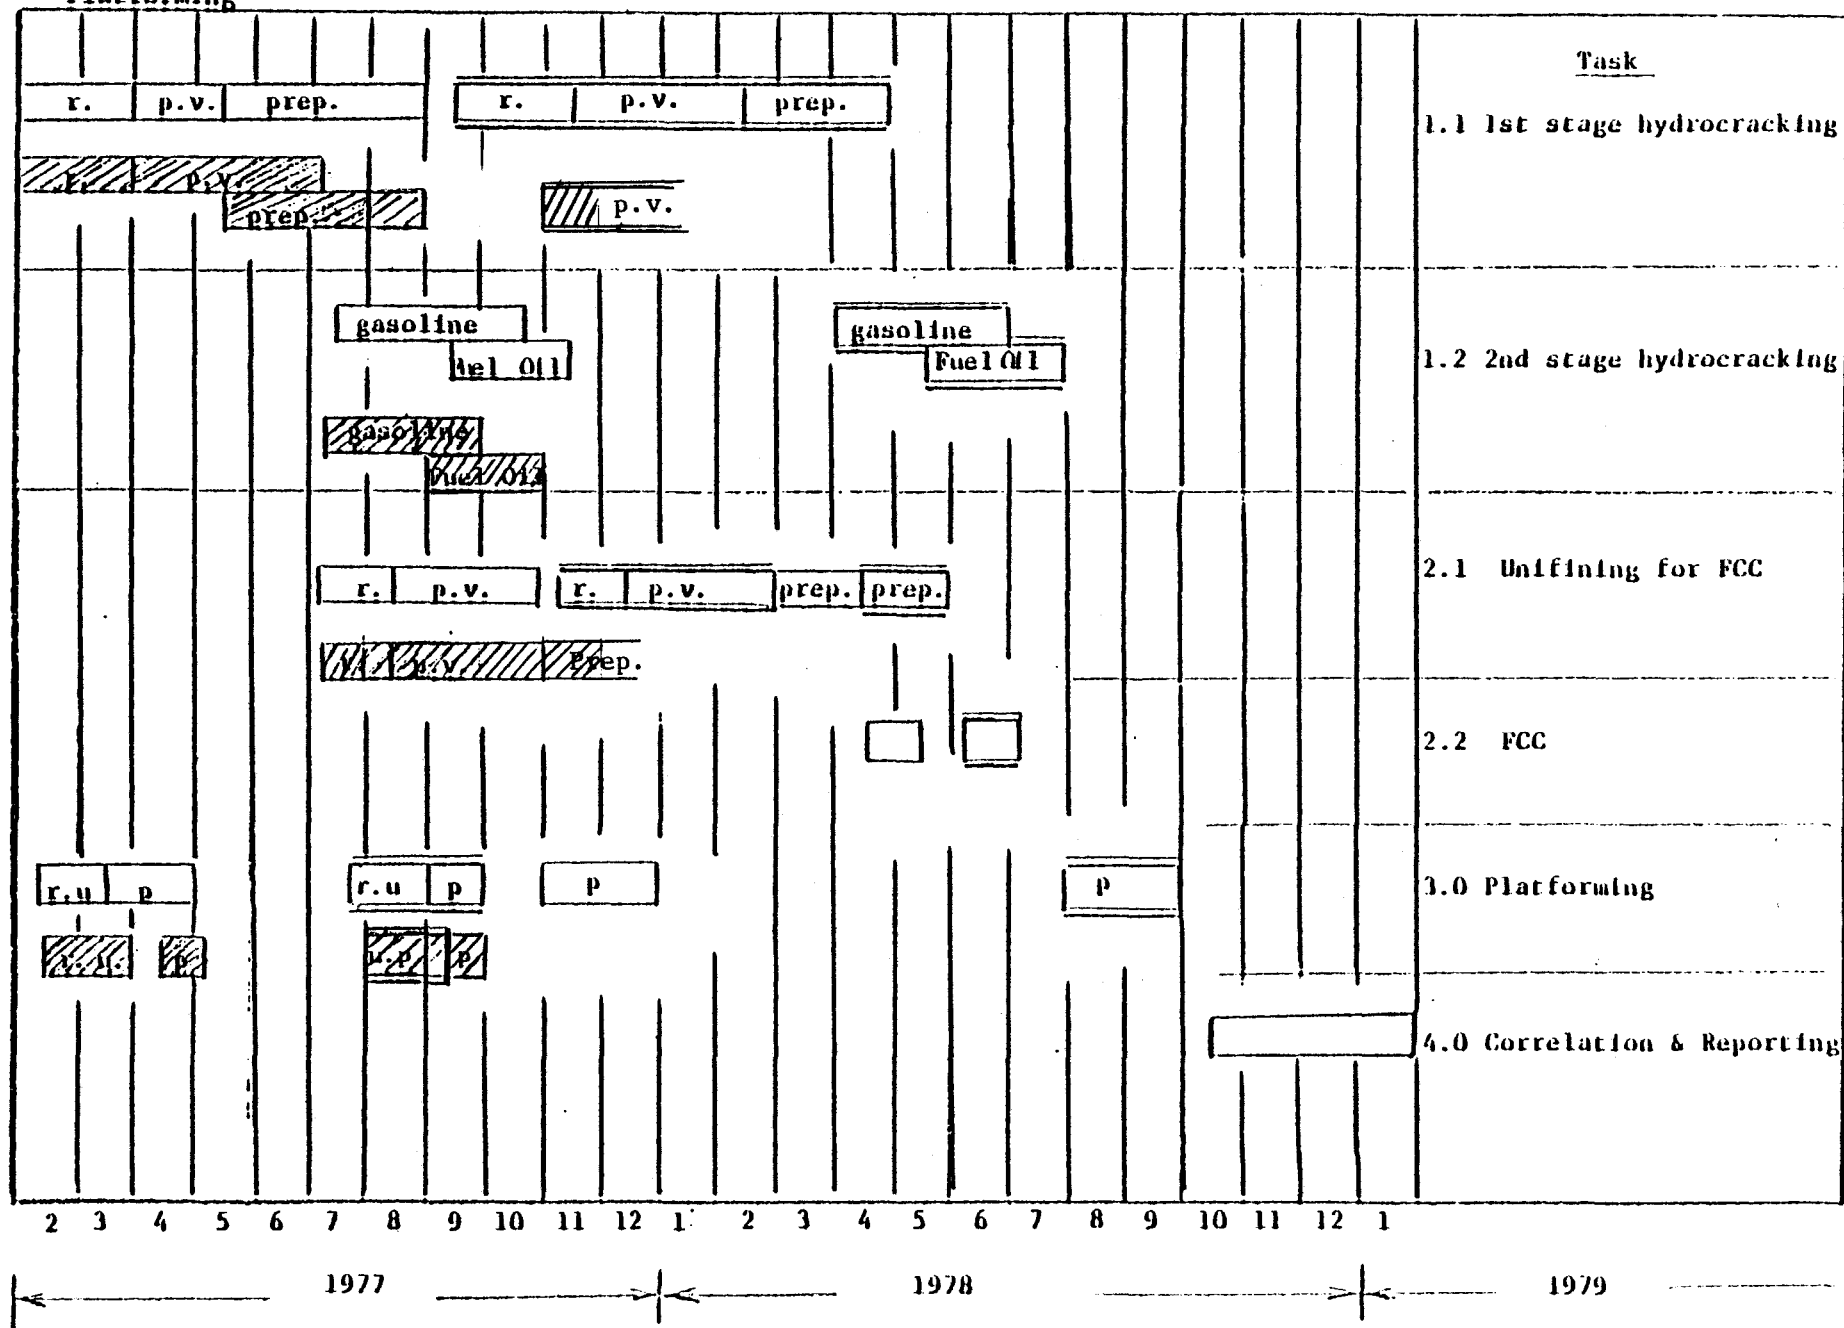 Platforming
Task
r. p.v. prep. r. p.v. prep.
1.1 1st stage hydrocracking
r. p.v.
prep. p.v.
gasoline gasoline
Fuel Oil Fuel Oil
1.2 2nd stage hydrocracking
gasoline
Fuel Oil
r. p.v. r. p.v. prep. prep.
2.1 Unifining for FCC
p.v. Prep.
2.2 FCC
r.u p r.u p p p
3.0 Platforming
r.u. p u.p p
4.0 Correlation & Reporting
2 3 4 5 6 7 8 9 10 11 12 1 2 3 4 5 6 7 8 9 10 11 12 1
1977 1978 1979